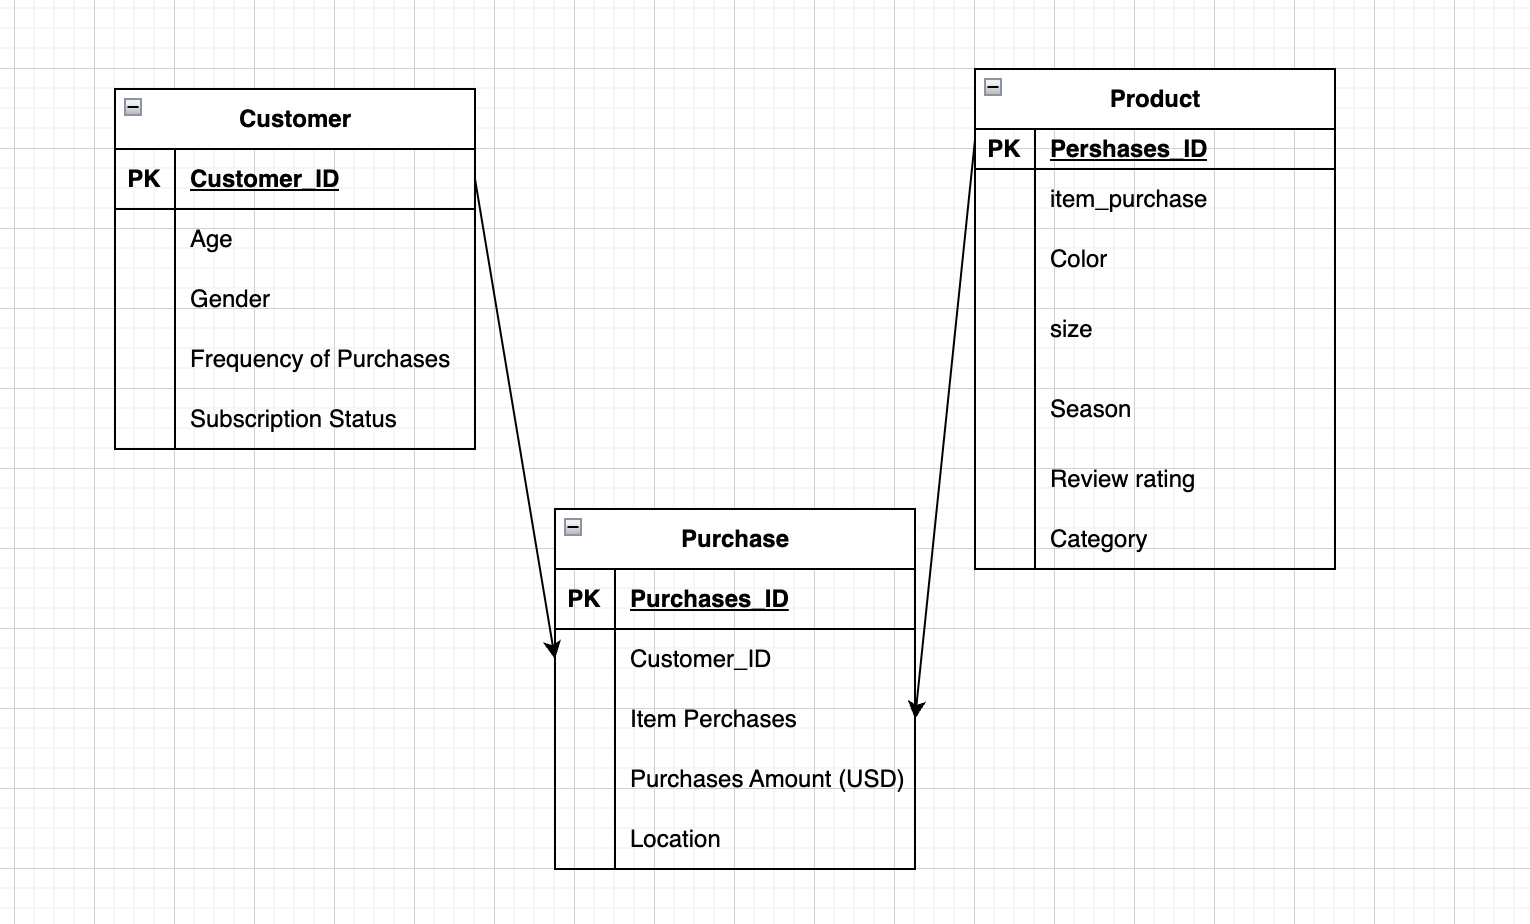 Customer
PK Customer_ID
Age
Gender
Frequency of Purchases
Subscription Status
Product
PK Pershases_ID
item_purchase
Color
size
Season
Review rating
Category
Purchase
PK Purchases_ID
Customer_ID
Item Perchases
Purchases Amount (USD)
Location